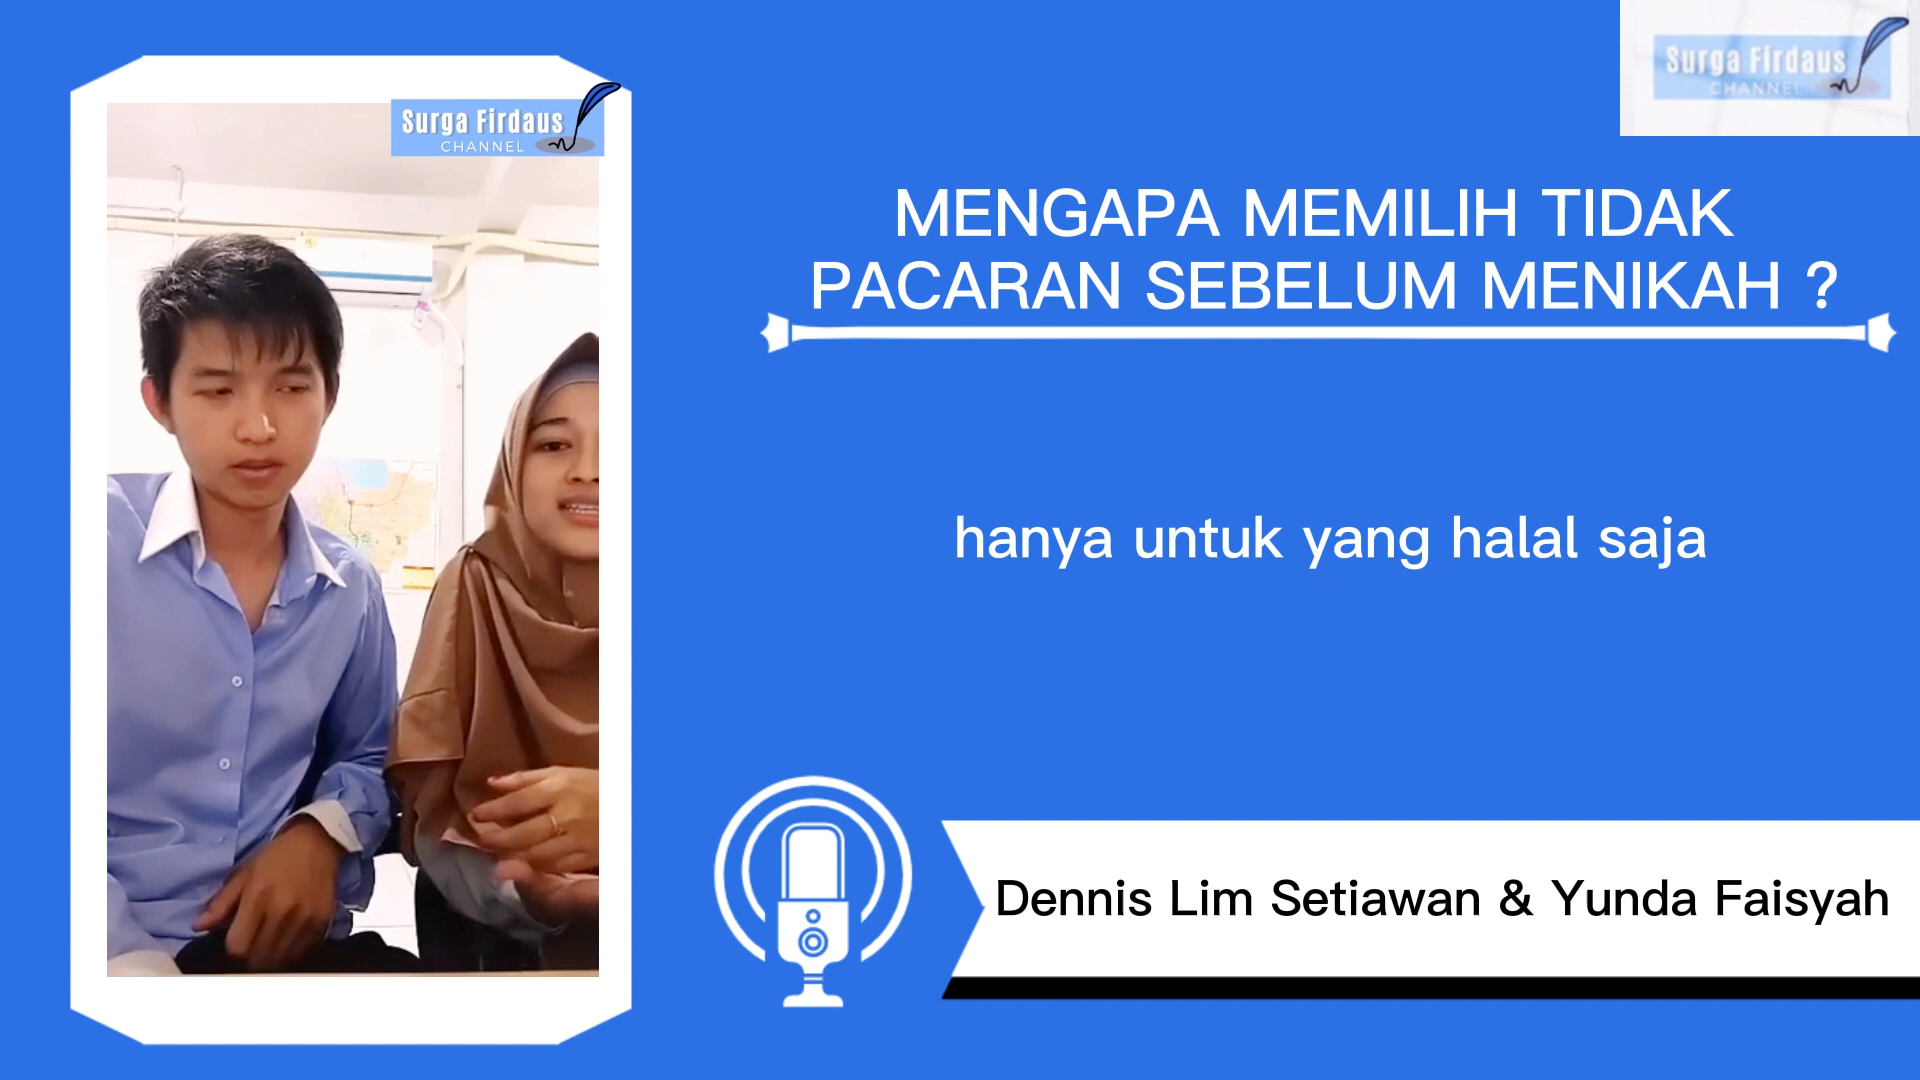 Surga Firdaus
CHANNEL
Surga Firdaus
CHANNEL
MENGAPA MEMILIH TIDAK
PACARAN SEBELUM MENIKAH ?
hanya untuk yang halal saja
Dennis Lim Setiawan & Yunda Faisyah